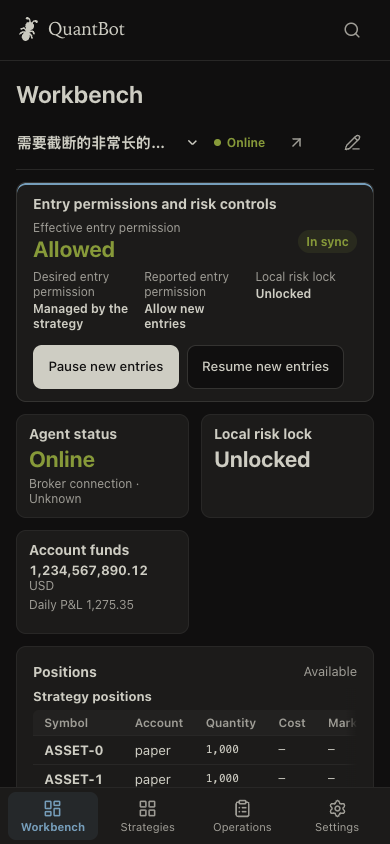 QuantBot
Workbench
需要截断的非常长的...
Online
Entry permissions and risk controls
Effective entry permission
Allowed
In sync
Desired entry permission
Managed by the strategy
Reported entry permission
Allow new entries
Local risk lock
Unlocked
Pause new entries
Resume new entries
Agent status
Online
Broker connection ·
Unknown
Local risk lock
Unlocked
Account funds
1,234,567,890.12
USD
Daily P&L 1,275.35
Positions
Available
Strategy positions
Symbol Account Quantity Cost Mark
ASSET-0 paper 1,000 – –
ASSET-1 paper 1,000 – –
Workbench
Strategies
Operations
Settings